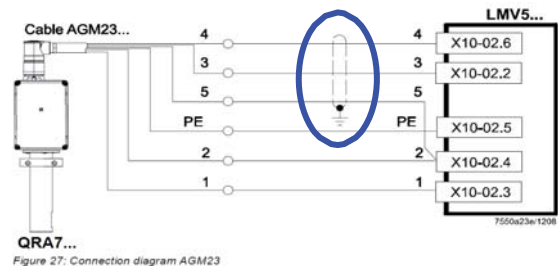 LMV5...
Cable AGM23...
4 4 X10-02.6
3 3 X10-02.2
5 5
PE PE X10-02.5
2 2 X10-02.4
1 1 X10-02.3
7550a23e/1208
QRA7...
Figure 27: Connection diagram AGM23